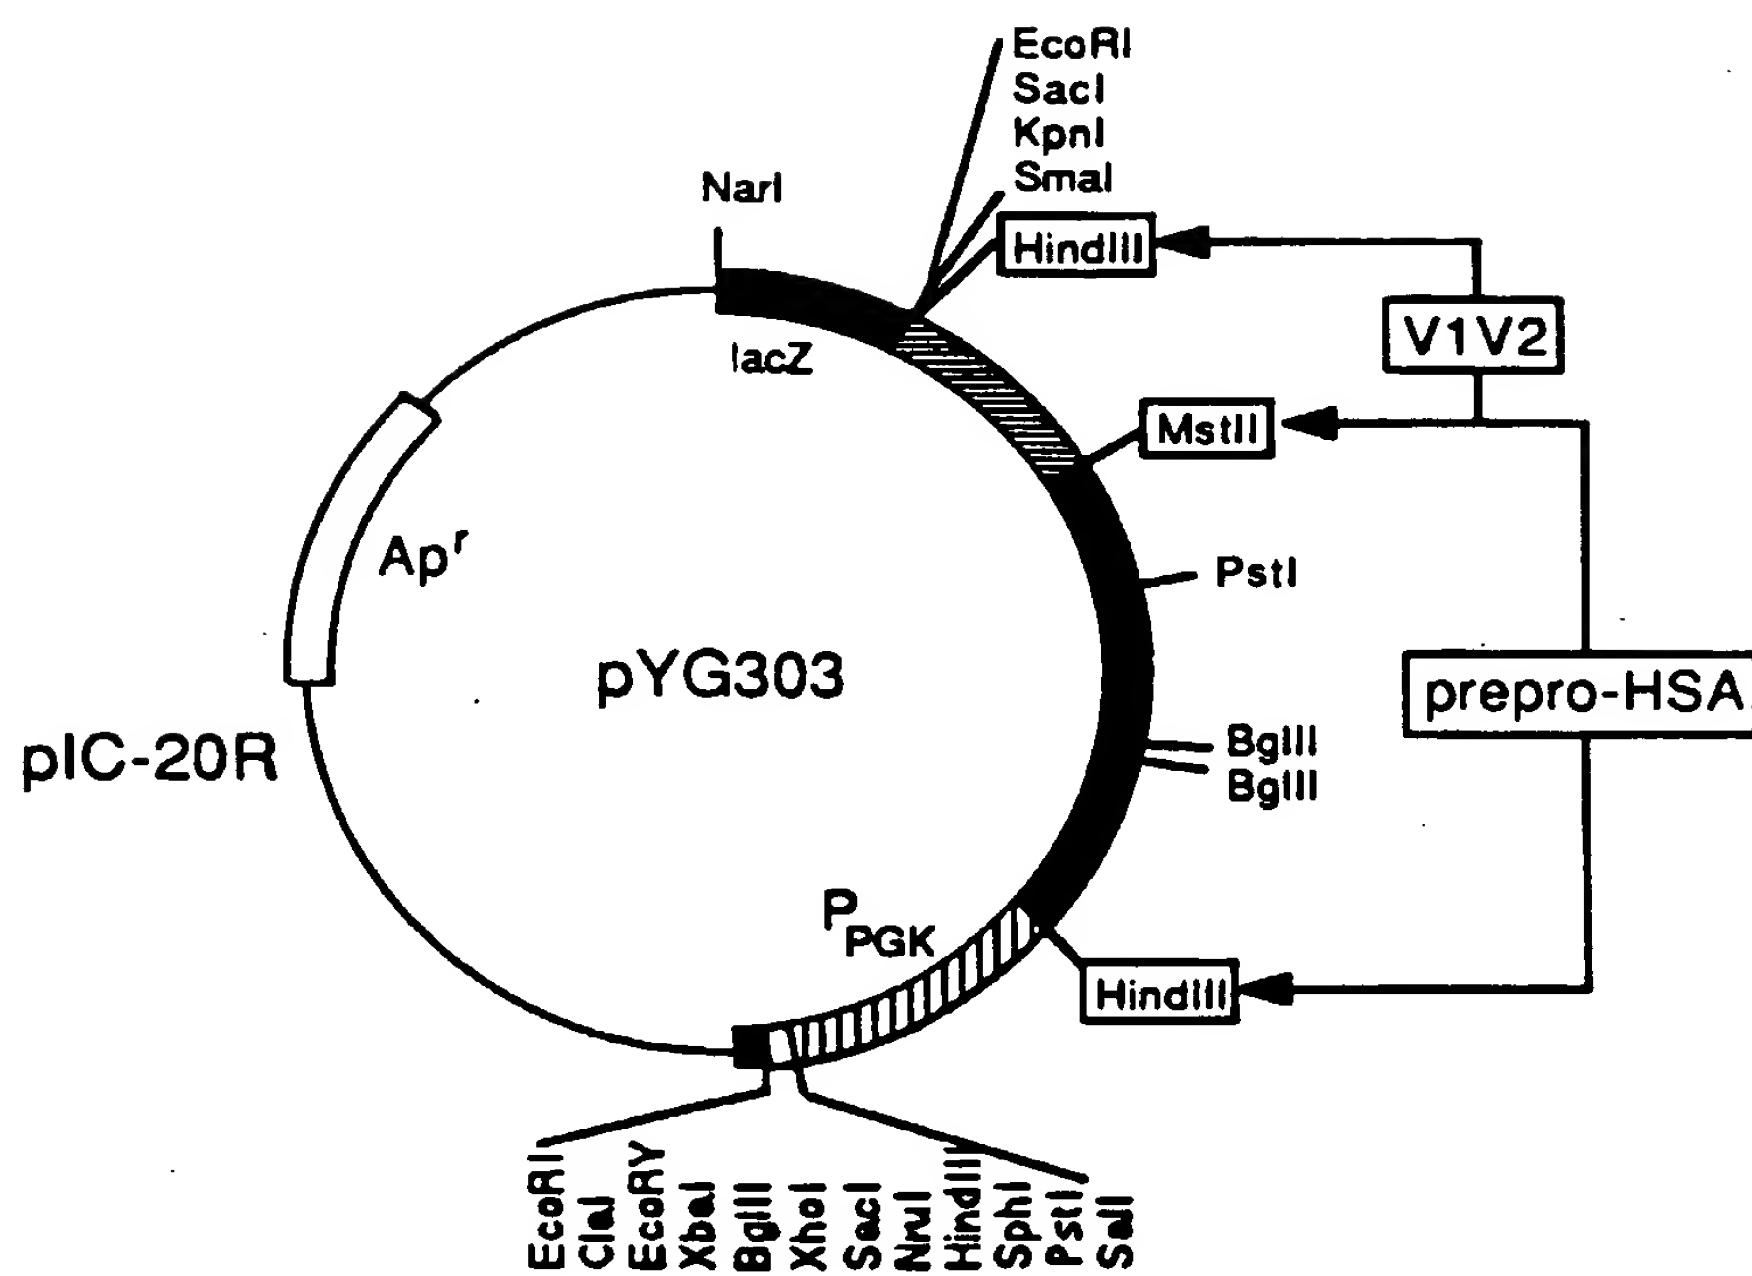 EcoRI
SacI
KpnI
SmaI
NarI
HindIII
V1V2
lacZ
MstII
Apʳ
PstI
pYG303
prepro-HSA
BglII
BglII
pIC-20R
P PGK
HindIII
EcoRI
ClaI
EcoRV
XbaI
BglII
XhoI
SacI
NruI
HindIII
SphI
PstI
SalI